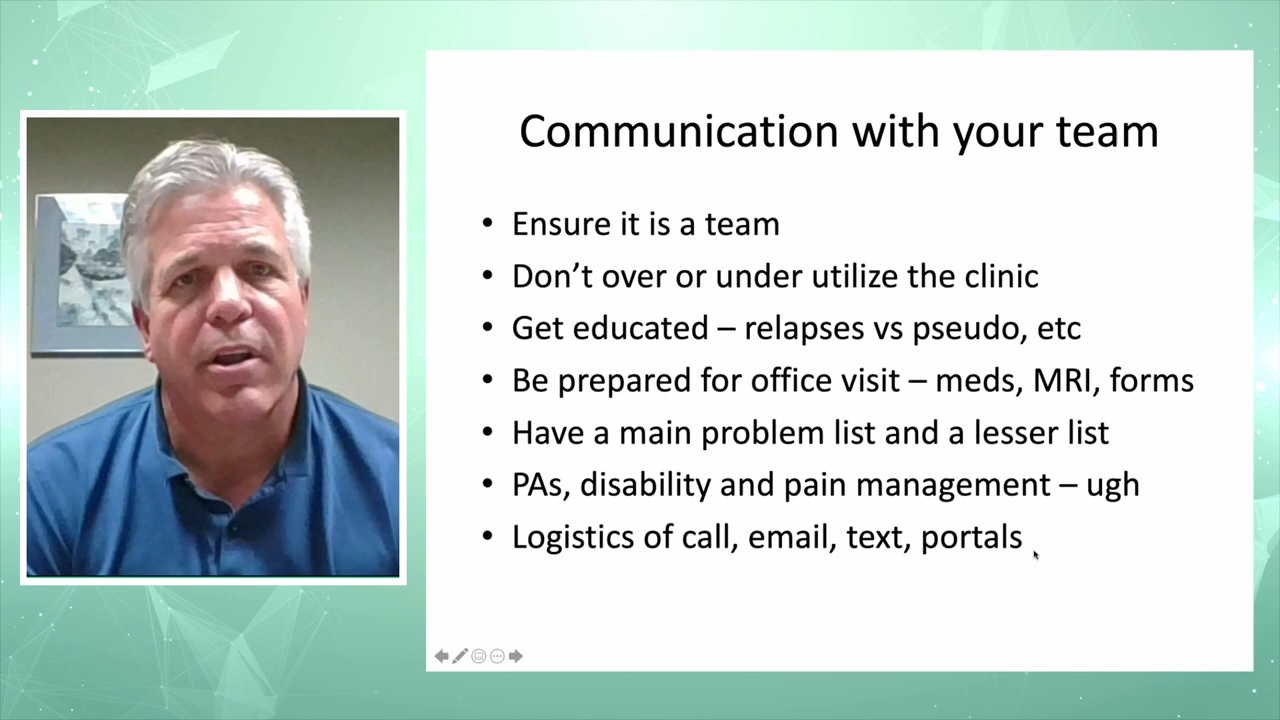 Communication with your team
• Ensure it is a team
• Don’t over or under utilize the clinic
• Get educated – relapses vs pseudo, etc
• Be prepared for office visit – meds, MRI, forms
• Have a main problem list and a lesser list
• PAs, disability and pain management – ugh
• Logistics of call, email, text, portals